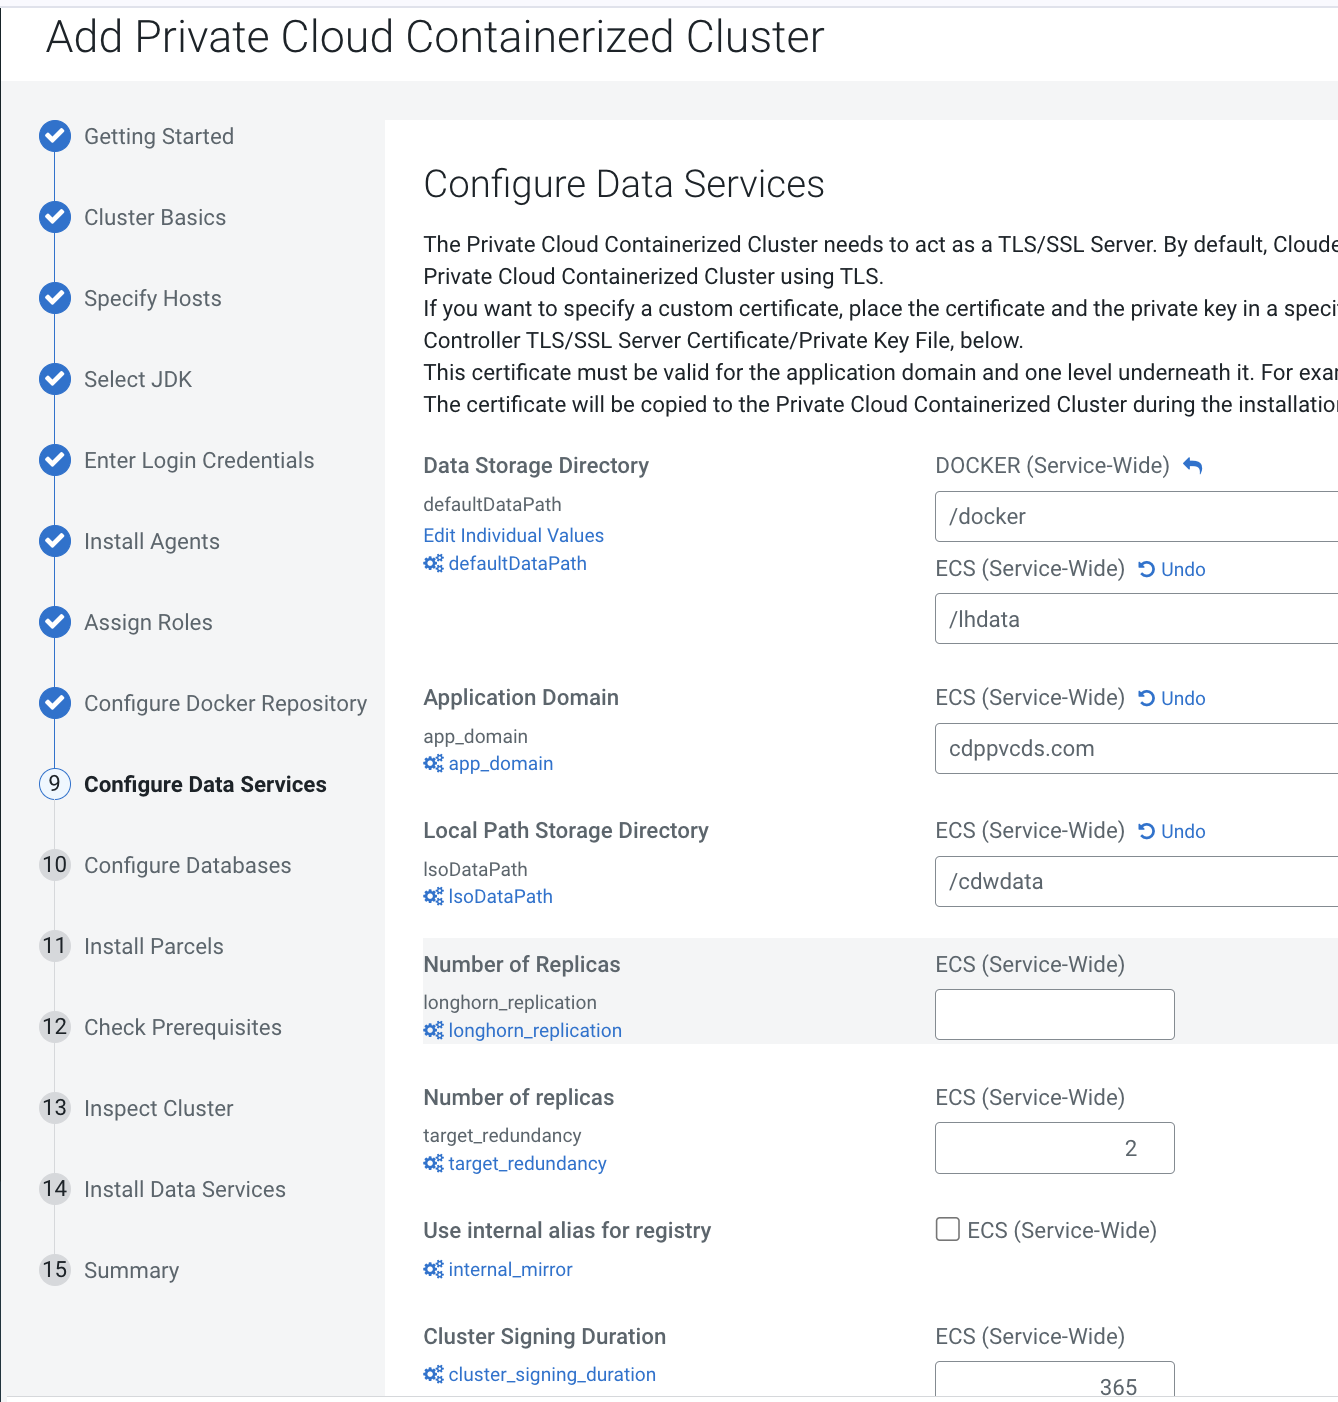 Add Private Cloud Containerized Cluster
Getting Started
Cluster Basics
Specify Hosts
Select JDK
Enter Login Credentials
Install Agents
Assign Roles
Configure Docker Repository
9 Configure Data Services
10 Configure Databases
11 Install Parcels
12 Check Prerequisites
13 Inspect Cluster
14 Install Data Services
15 Summary
Configure Data Services
The Private Cloud Containerized Cluster needs to act as a TLS/SSL Server. By default, Cloude
Private Cloud Containerized Cluster using TLS.
If you want to specify a custom certificate, place the certificate and the private key in a speci
Controller TLS/SSL Server Certificate/Private Key File, below.
This certificate must be valid for the application domain and one level underneath it. For exa
The certificate will be copied to the Private Cloud Containerized Cluster during the installatio
Data Storage Directory
defaultDataPath
Edit Individual Values
defaultDataPath
DOCKER (Service-Wide)
/docker
ECS (Service-Wide) Undo
/lhdata
Application Domain
app_domain
app_domain
ECS (Service-Wide) Undo
cdppvcds.com
Local Path Storage Directory
lsoDataPath
lsoDataPath
ECS (Service-Wide) Undo
/cdwdata
Number of Replicas
longhorn_replication
longhorn_replication
ECS (Service-Wide)
Number of replicas
target_redundancy
target_redundancy
ECS (Service-Wide)
2
Use internal alias for registry
internal_mirror
ECS (Service-Wide)
Cluster Signing Duration
cluster_signing_duration
ECS (Service-Wide)
365